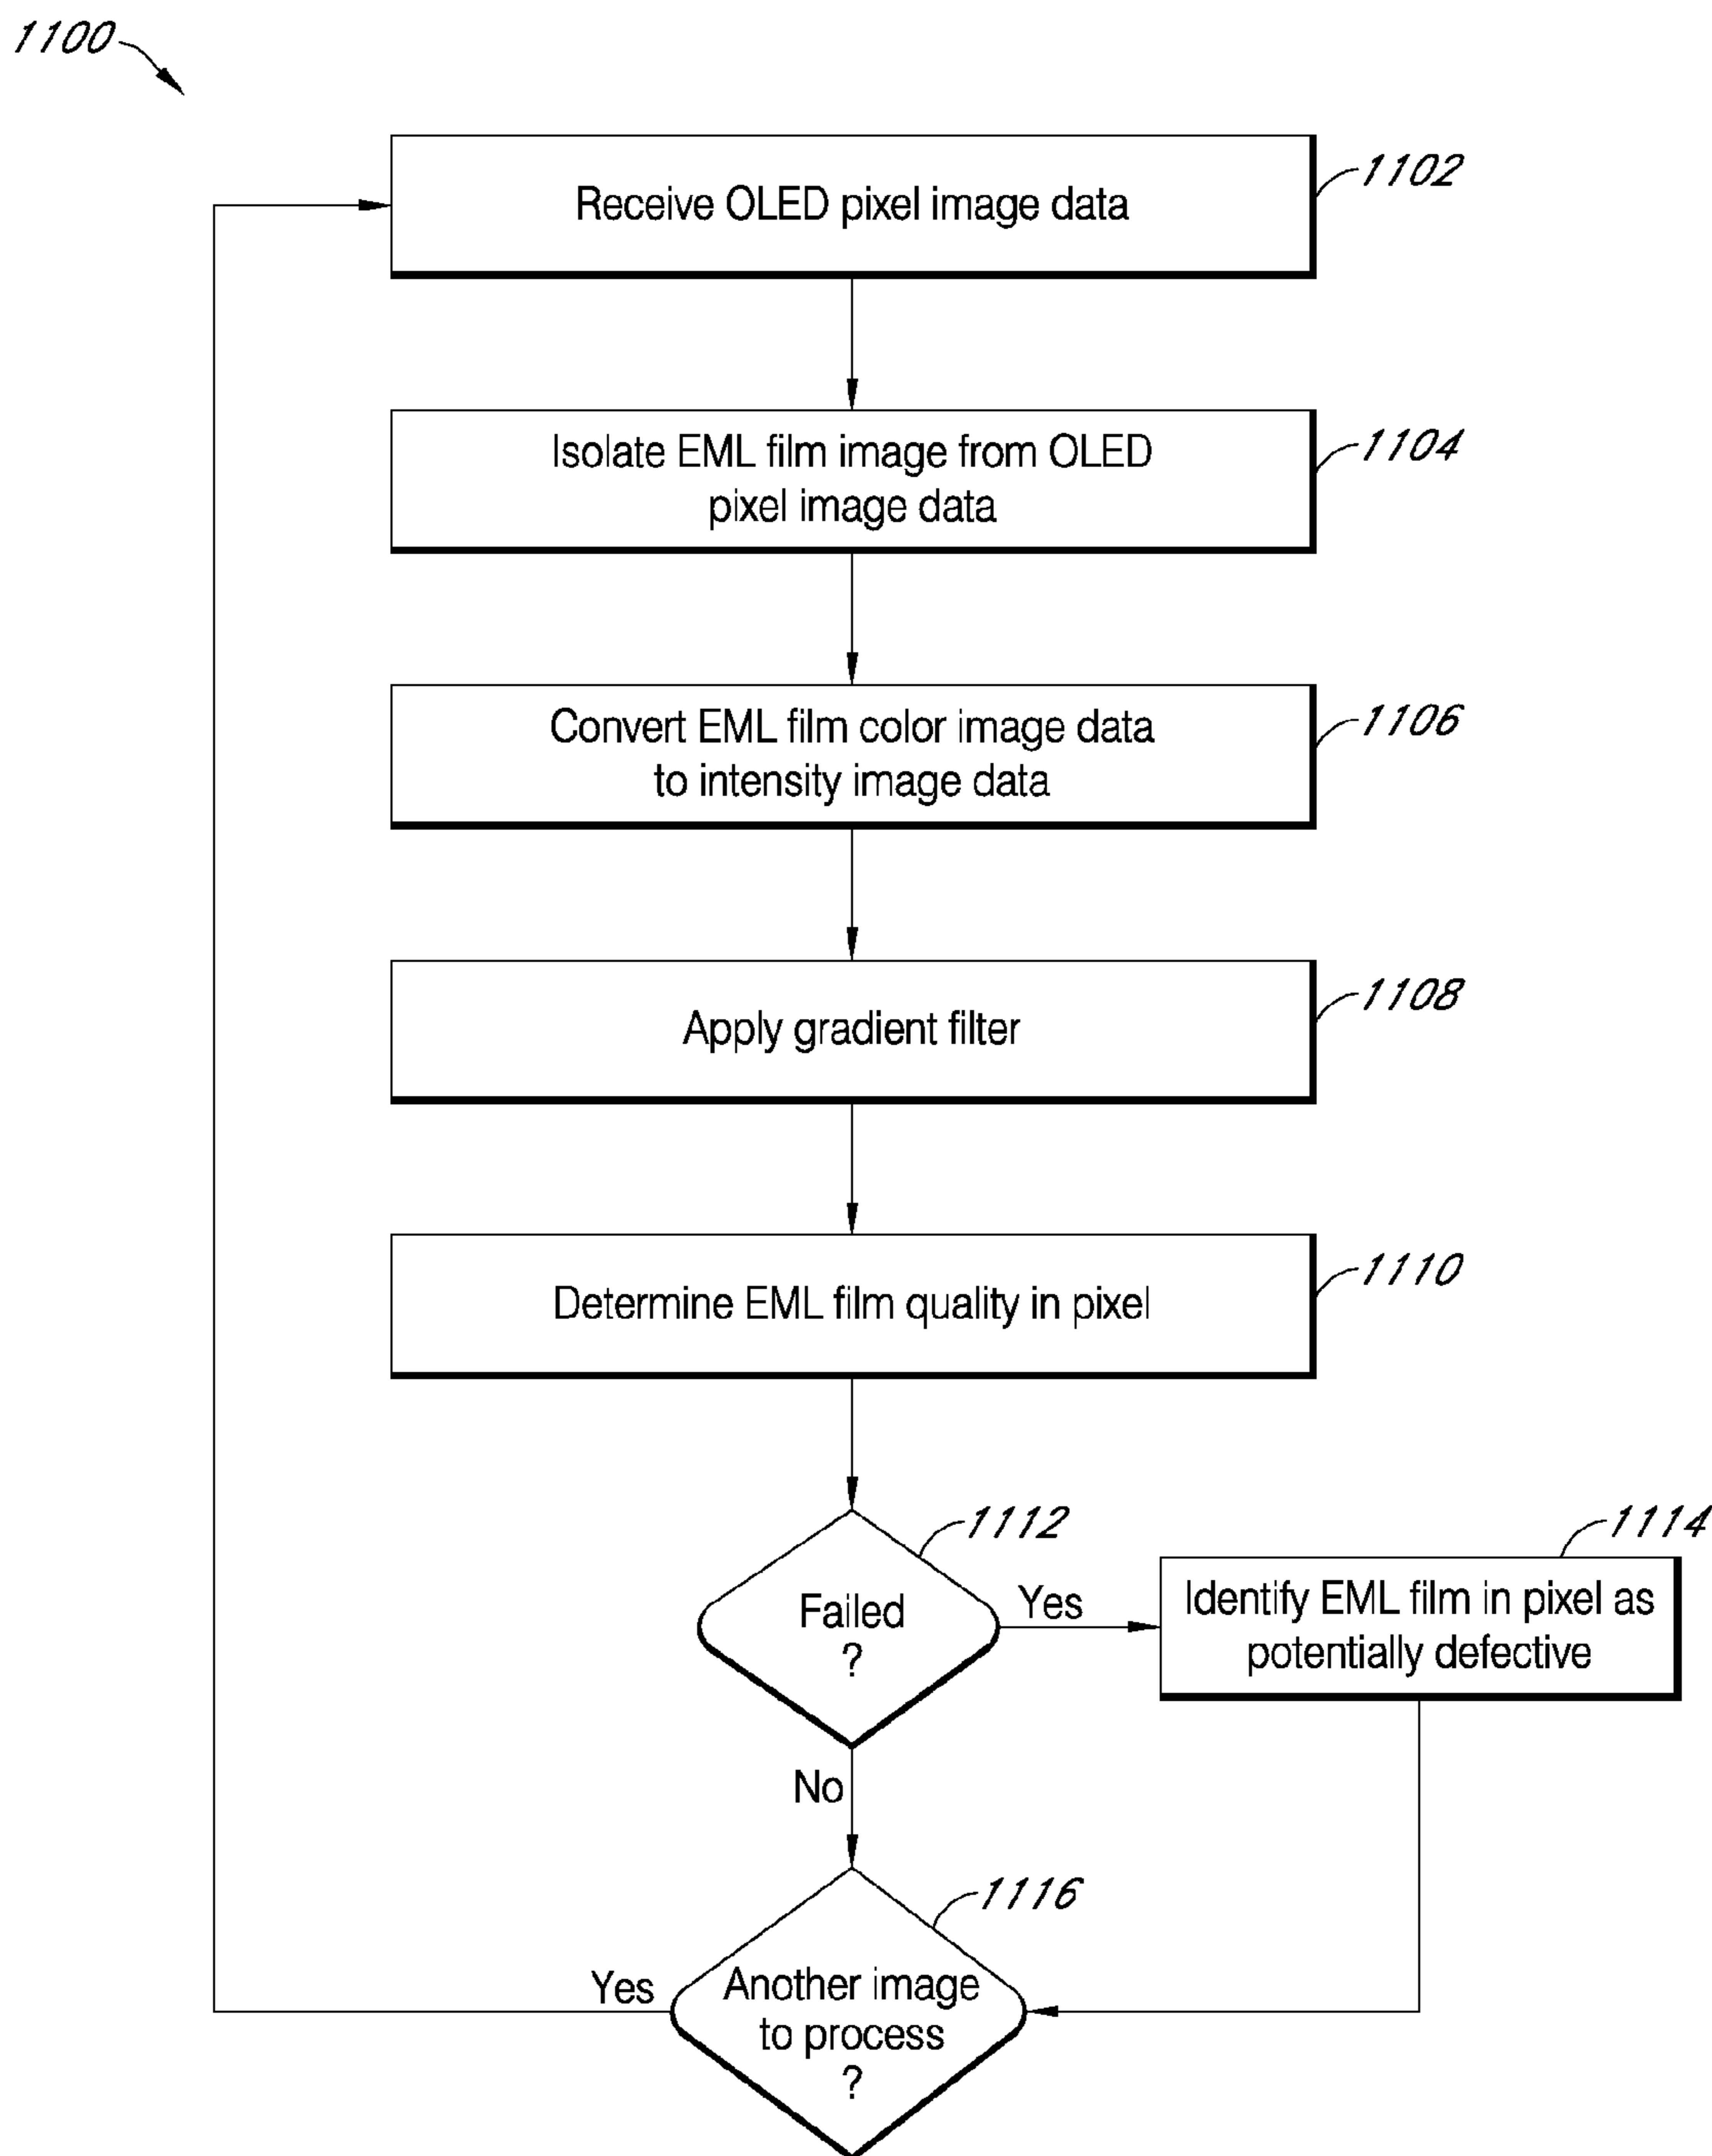 1100
Receive OLED pixel image data
1102
Isolate EML film image from OLED
pixel image data
1104
Convert EML film color image data
to intensity image data
1106
Apply gradient filter
1108
Determine EML film quality in pixel
1110
1112
Failed
?
Yes
1114
Identify EML film in pixel as
potentially defective
No
1116
Yes
Another image
to process
?